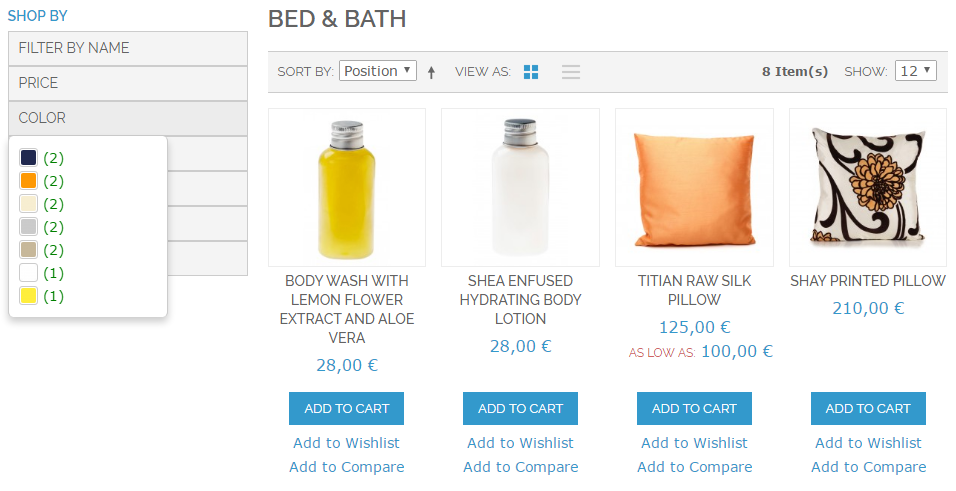 SHOP BY
FILTER BY NAME
PRICE
COLOR
(2)
(2)
(2)
(2)
(2)
(1)
(1)
BED & BATH
SORT BY: Position VIEW AS: 8 Item(s) SHOW: 12
BODY WASH WITH
LEMON FLOWER
EXTRACT AND ALOE
VERA
28,00 €
ADD TO CART
Add to Wishlist
Add to Compare
SHEA ENFUSED
HYDRATING BODY
LOTION
28,00 €
ADD TO CART
Add to Wishlist
Add to Compare
TITIAN RAW SILK
PILLOW
125,00 €
AS LOW AS: 100,00 €
ADD TO CART
Add to Wishlist
Add to Compare
SHAY PRINTED PILLOW
210,00 €
ADD TO CART
Add to Wishlist
Add to Compare